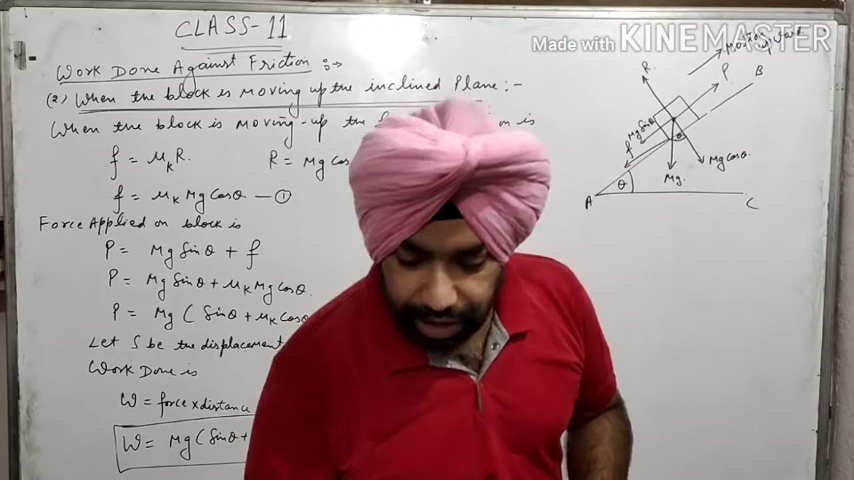 CLASS-11
Made with KINEMASTER
Work Done Against Friction :→
(2) When the block is moving up the inclined Plane :-
When the block is moving-up the is
f = μK R. R = Mg cos
f = μK Mg cosθ — ①
Force Applied on block is
P = Mg Sinθ + f
P = Mg Sinθ + μK Mg cosθ.
P = Mg ( Sinθ + μK cosθ
Let S be the displacement
Work Done is
W = force x distance
W = Mg ( Sinθ +
Motion upward
R
P
B
Mg Sinθ
f
θ
Mg cosθ
Mg.
θ
A
C